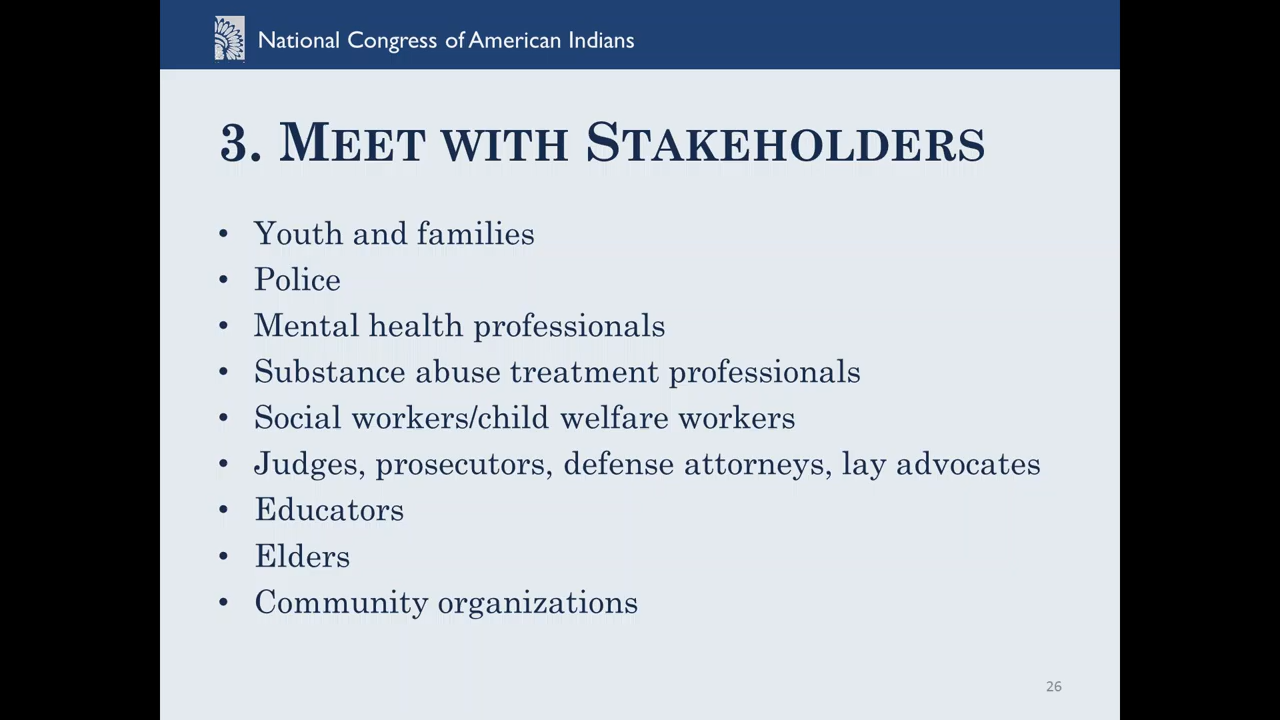 National Congress of American Indians
3. Meet with Stakeholders
• Youth and families
• Police
• Mental health professionals
• Substance abuse treatment professionals
• Social workers/child welfare workers
• Judges, prosecutors, defense attorneys, lay advocates
• Educators
• Elders
• Community organizations
26